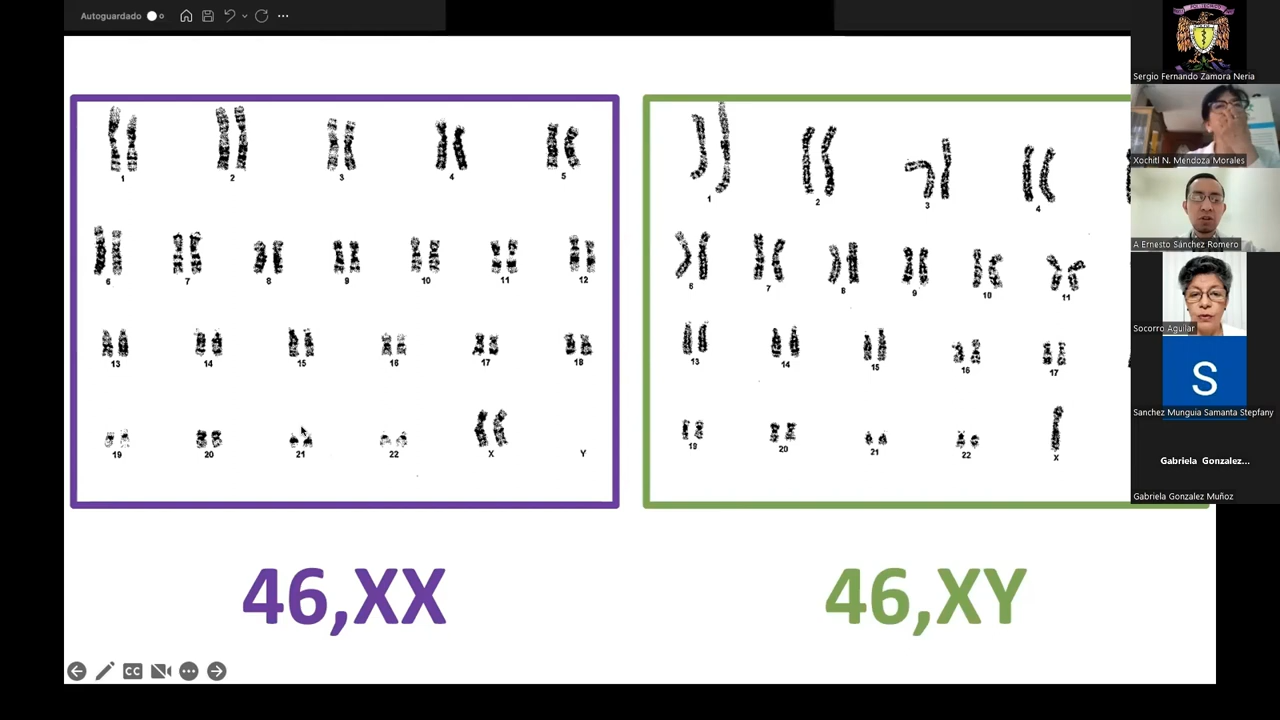 Autoguardado
1 2 3 4 5
6 7 8 9 10 11 12
13 14 15 16 17 18
19 20 21 22 X Y
46,XX
1 2 3 4
6 7 8 9 10 11
13 14 15 16 17
19 20 21 22 X
46,XY
CC
POLITECNICO
Sergio Fernando Zamora Neria
Xochitl N. Mendoza Morales
A Ernesto Sánchez Romero
Socorro Aguilar
S
Sanchez Munguia Samanta Stepfany
Gabriela Gonzalez...
Gabriela Gonzalez Muñoz